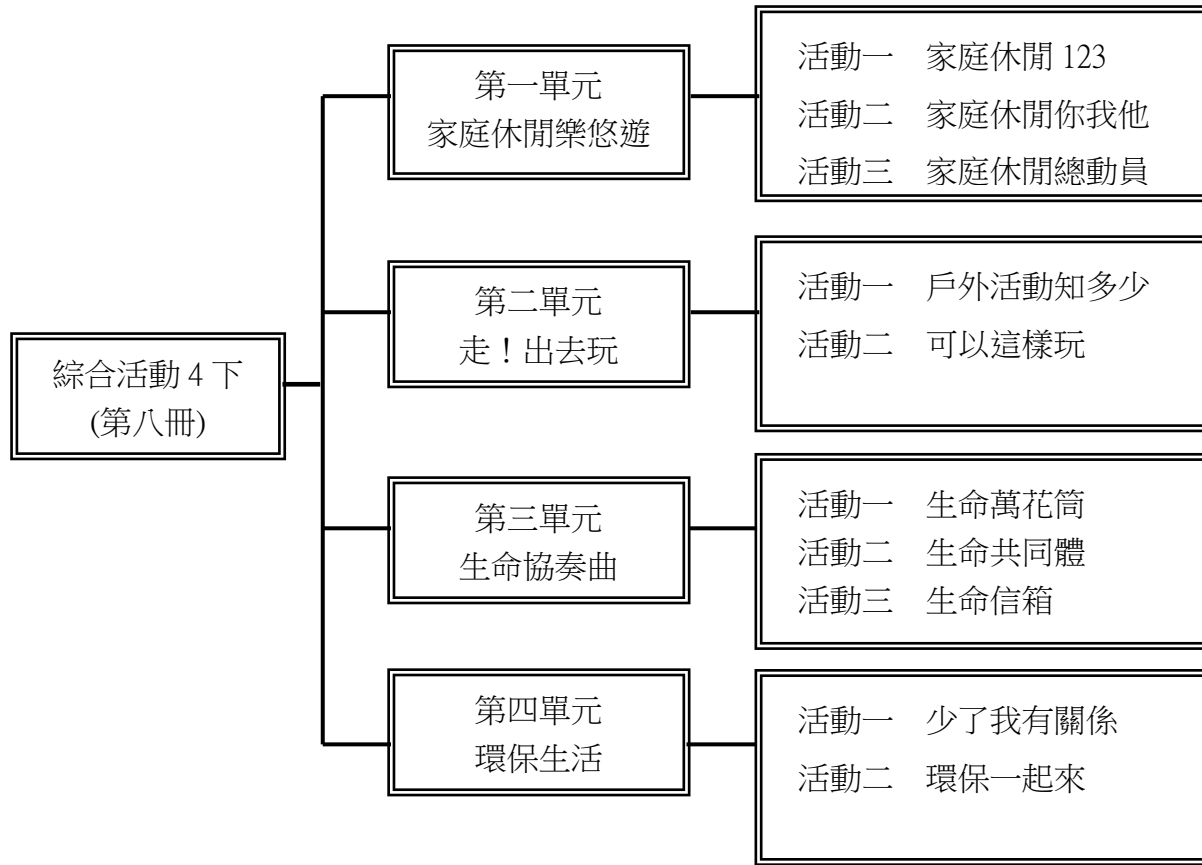 綜合活動 4 下
(第八冊)
第一單元
家庭休閒樂悠遊
活動一　家庭休閒 123
活動二　家庭休閒你我他
活動三　家庭休閒總動員
第二單元
走！出去玩
活動一　戶外活動知多少
活動二　可以這樣玩
第三單元
生命協奏曲
活動一　生命萬花筒
活動二　生命共同體
活動三　生命信箱
第四單元
環保生活
活動一　少了我有關係
活動二　環保一起來